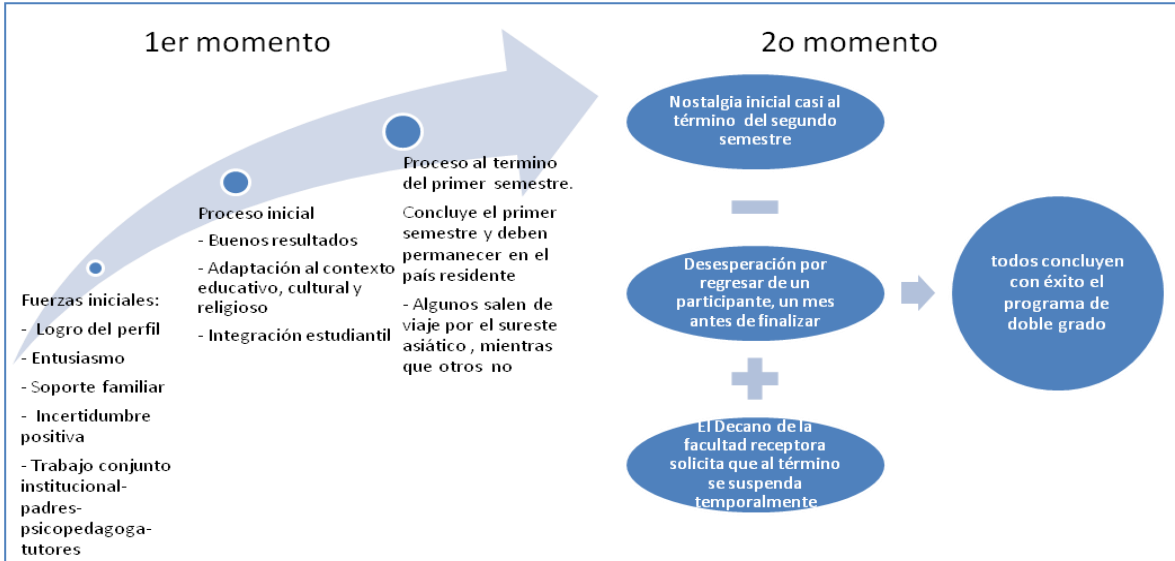 1er momento
Fuerzas iniciales:
- Logro del perfil
- Entusiasmo
- Soporte familiar
- Incertidumbre
positiva
- Trabajo conjunto
institucional-
padres-
psicopedagoga-
tutores
Proceso inicial
- Buenos resultados
- Adaptación al contexto
educativo, cultural y
religioso
- Integración estudiantil
Proceso al termino
del primer semestre.
Concluye el primer
semestre y deben
permanecer en el
país residente
- Algunos salen de
viaje por el sureste
asiático , mientras
que otros no
2o momento
Nostalgia inicial casi al
término del segundo
semestre
Desesperación por
regresar de un
participante, un mes
antes de finalizar
El Decano de la
facultad receptora
solicita que al término
se suspenda
temporalmente
todos concluyen
con éxito el
programa de
doble grado